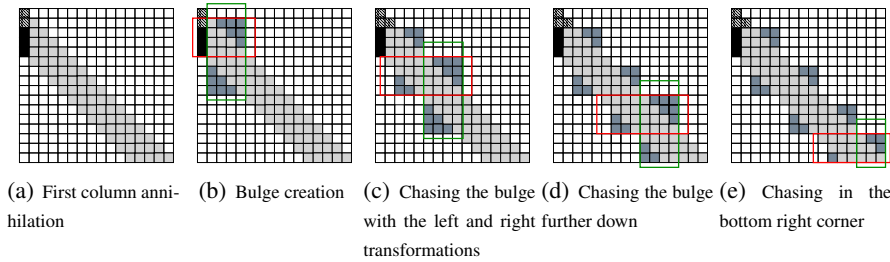 (a) First column anni-
hilation
(b) Bulge creation
(c) Chasing the bulge
with the left and right
transformations
(d) Chasing the bulge
further down
(e) Chasing in the
bottom right corner